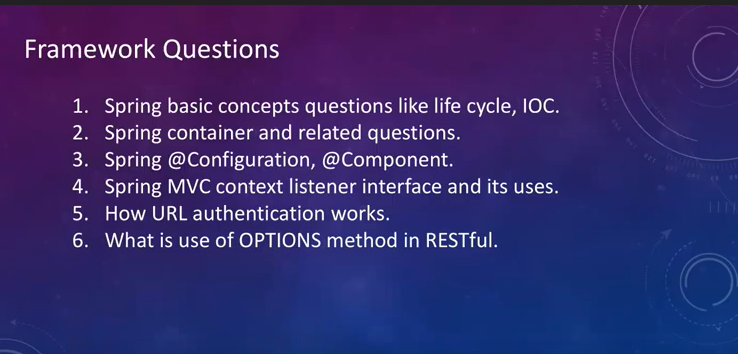 Framework Questions
1. Spring basic concepts questions like life cycle, IOC.
2. Spring container and related questions.
3. Spring @Configuration, @Component.
4. Spring MVC context listener interface and its uses.
5. How URL authentication works.
6. What is use of OPTIONS method in RESTful.